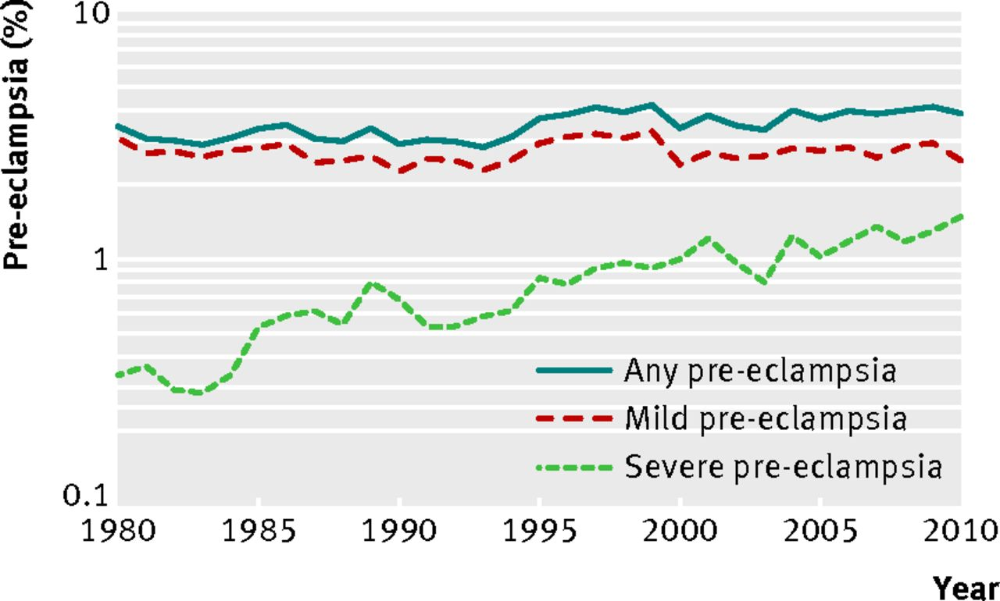 Pre-eclampsia (%)
10
1
0.1
Any pre-eclampsia
Mild pre-eclampsia
Severe pre-eclampsia
1980 1985 1990 1995 2000 2005 2010
Year